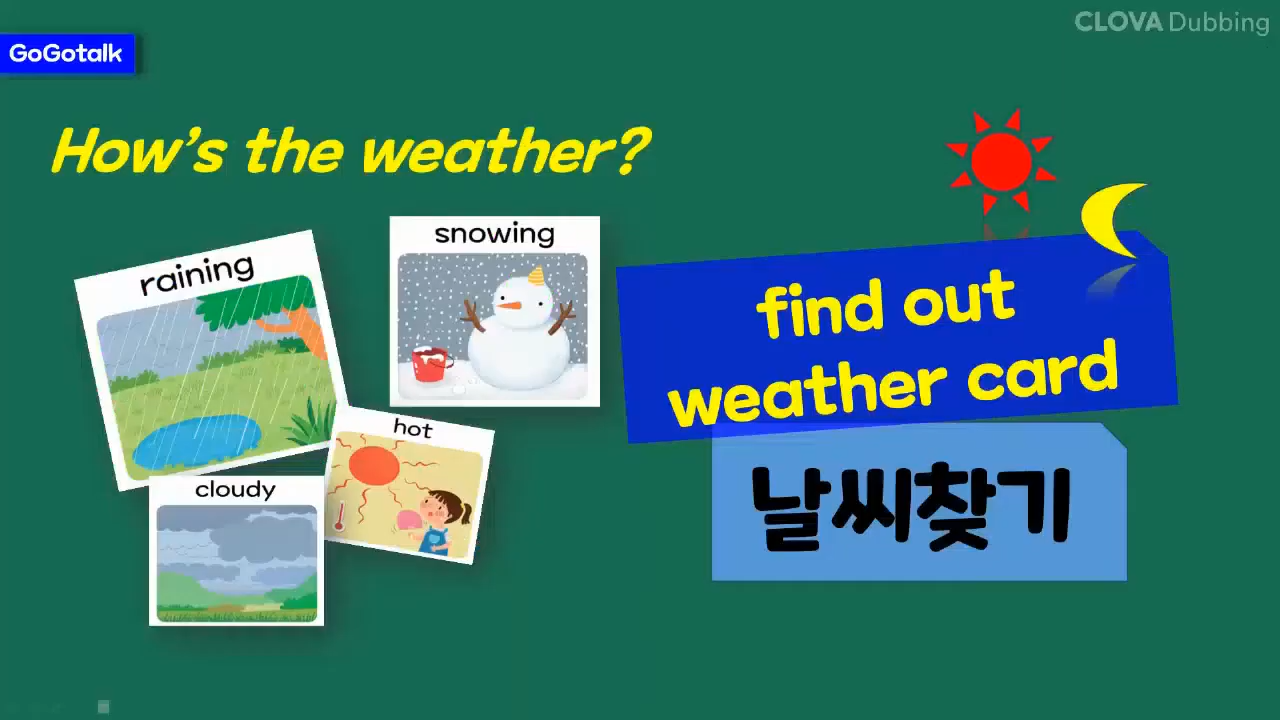 CLOVA Dubbing
GoGotalk
How's the weather?
snowing
raining
hot
cloudy
find out
weather card
날씨찾기